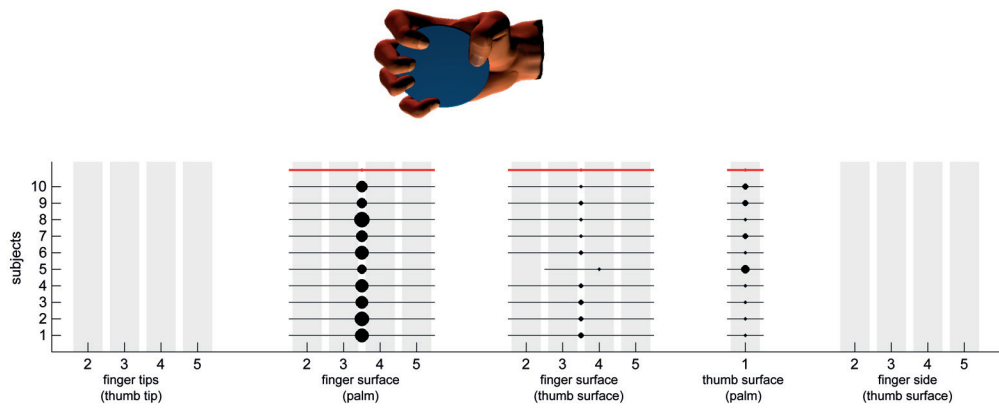 subjects
10
9
8
7
6
5
4
3
2
1
2 3 4 5 2 3 4 5 2 3 4 5 1 2 3 4 5
finger tips finger surface finger surface thumb surface finger side
(thumb tip) (palm) (thumb surface) (palm) (thumb surface)